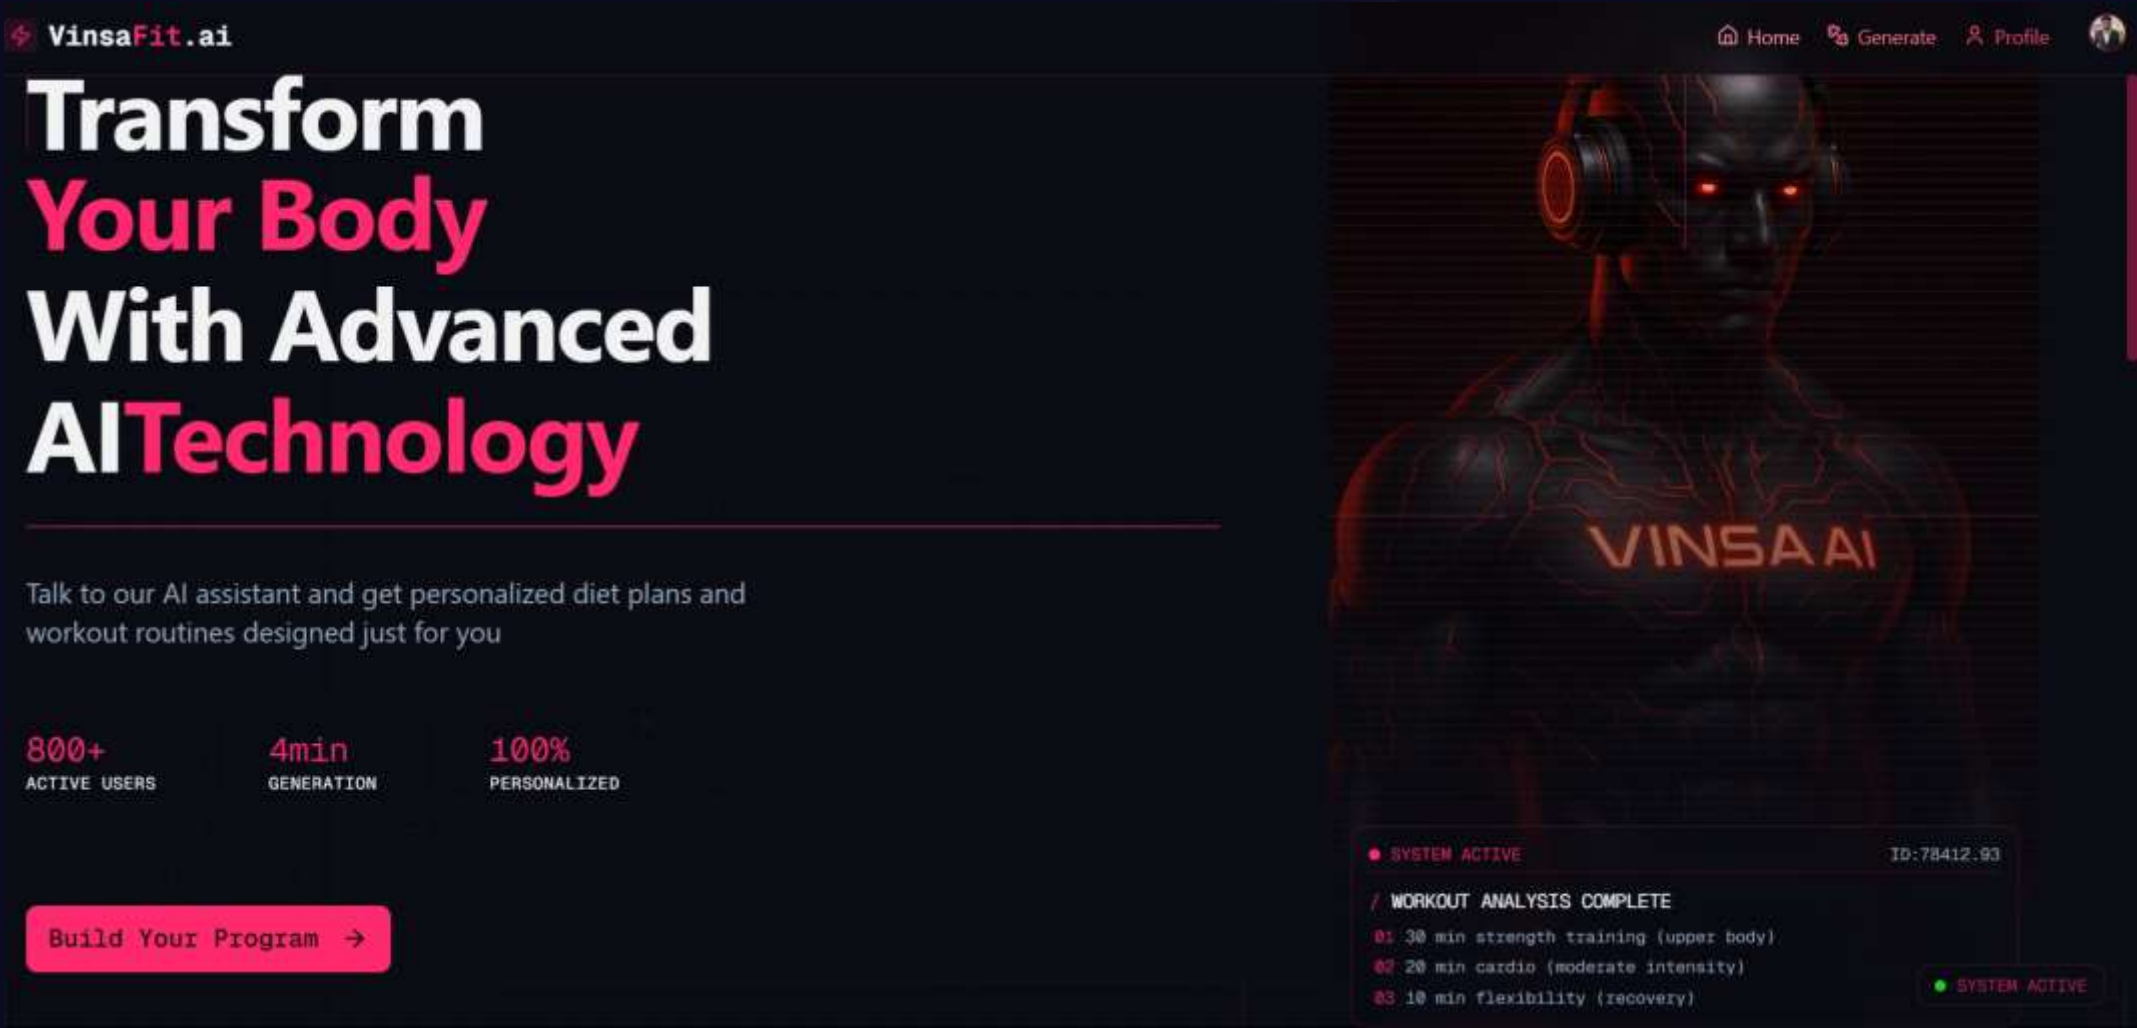 VinsaFit.ai
Home Generate Profile
Transform
Your Body
With Advanced
AITechnology
Talk to our AI assistant and get personalized diet plans and
workout routines designed just for you
800+ 4min 100%
ACTIVE USERS GENERATION PERSONALIZED
Build Your Program →
VINSA AI
SYSTEM ACTIVE ID:78412.93
/ WORKOUT ANALYSIS COMPLETE
01 30 min strength training (upper body)
02 20 min cardio (moderate intensity)
03 10 min flexibility (recovery)
SYSTEM ACTIVE